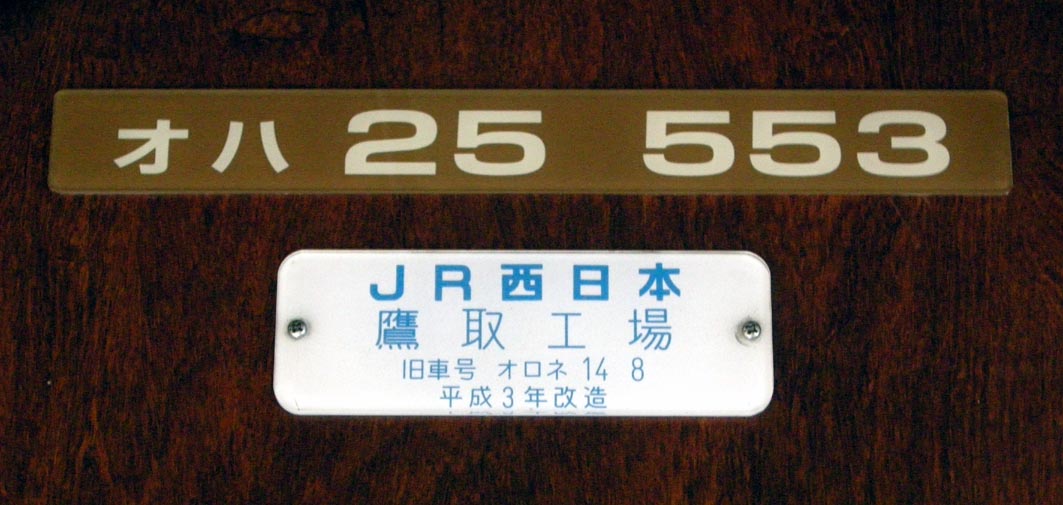 オハ 25 553
JR西日本
鷹取工場
旧車号 オロネ 14 8
平成3年改造